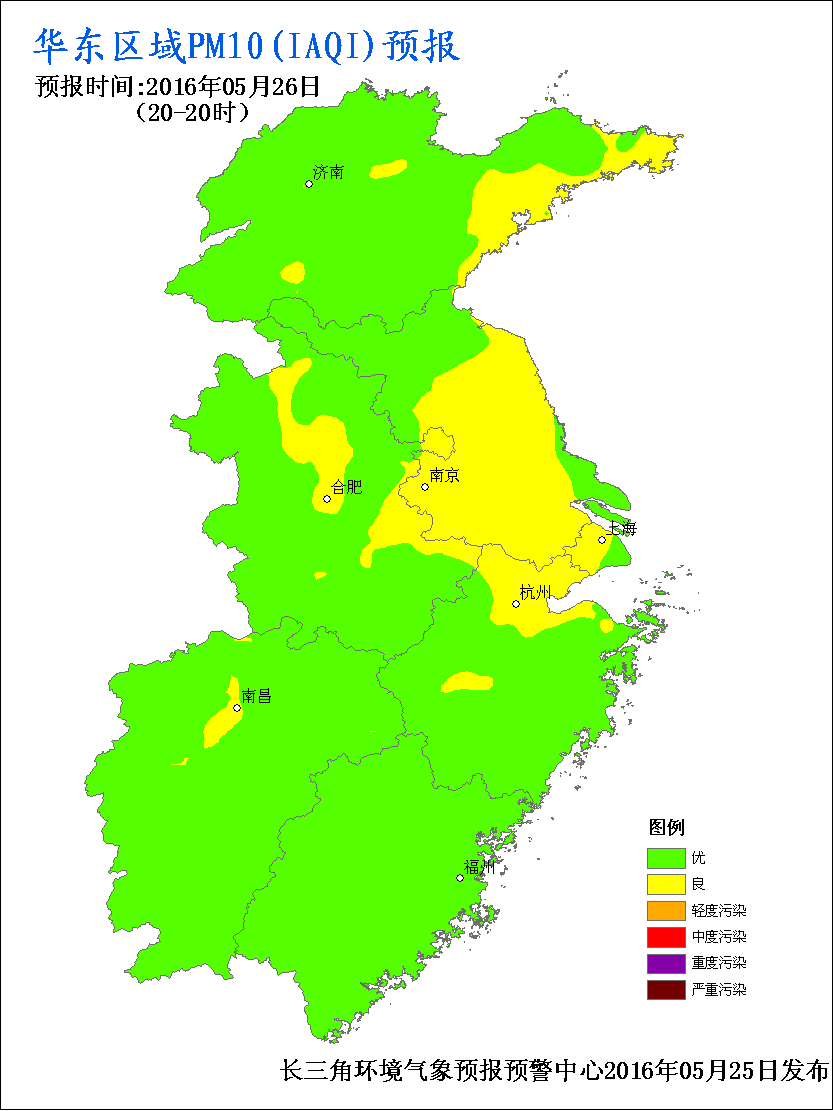 华东区域PM10(IAQI)预报
预报时间:2016年05月26日
(20-20时)
济南
南京
合肥
上海
杭州
南昌
福州
图例
优
良
轻度污染
中度污染
重度污染
严重污染
长三角环境气象预报预警中心2016年05月25日发布